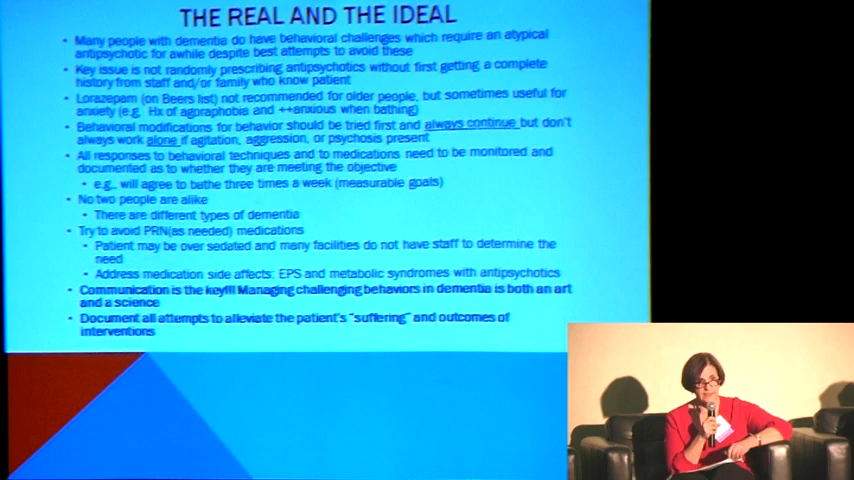 THE REAL AND THE IDEAL
• Many people with dementia do have behavioral challenges which require an atypical
antipsychotic for awhile despite best attempts to avoid these
• Key issue is not randomly prescribing antipsychotics without first getting a complete
history from staff and/or family who know patient
• Lorazepam (on Beers list) not recommended for older people, but sometimes useful for
anxiety (e.g. Hx of agoraphobia and ++anxious when bathing)
• Behavioral modifications for behavior should be tried first and always continue but don't
always work alone if agitation, aggression, or psychosis present
• All responses to behavioral techniques and to medications need to be monitored and
documented as to whether they are meeting the objective
• e.g., will agree to bathe three times a week (measurable goals)
• No two people are alike
• There are different types of dementia
• Try to avoid PRN(as needed) medications
• Patient may be over sedated and many facilities do not have staff to determine the
need
• Address medication side affects: EPS and metabolic syndromes with antipsychotics
• Communication is the key!!! Managing challenging behaviors in dementia is both an art
and a science
• Document all attempts to alleviate the patient's "suffering" and outcomes of
interventions